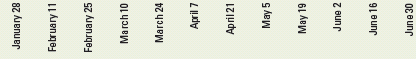 January 28
February 11
February 25
March 10
March 24
April 7
April 21
May 5
May 19
June 2
June 16
June 30